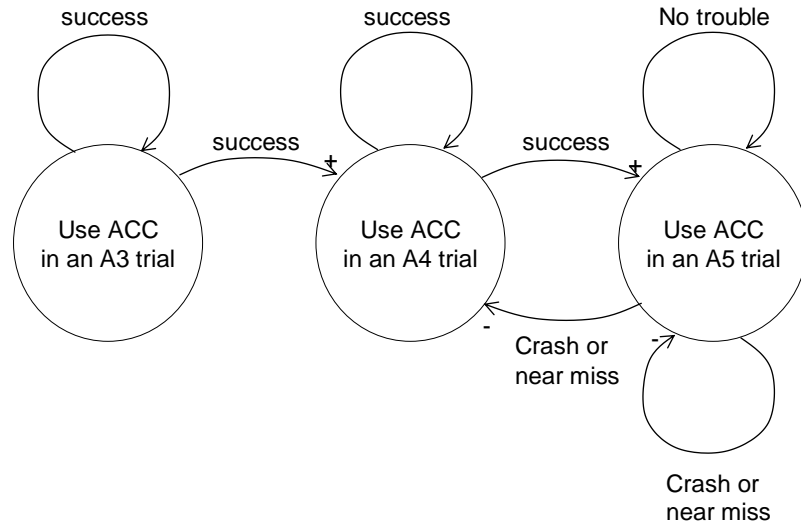 success
success
No trouble
success
+
success
+
Use ACC
in an A3 trial
Use ACC
in an A4 trial
Use ACC
in an A5 trial
-
Crash or
near miss
-
Crash or
near miss